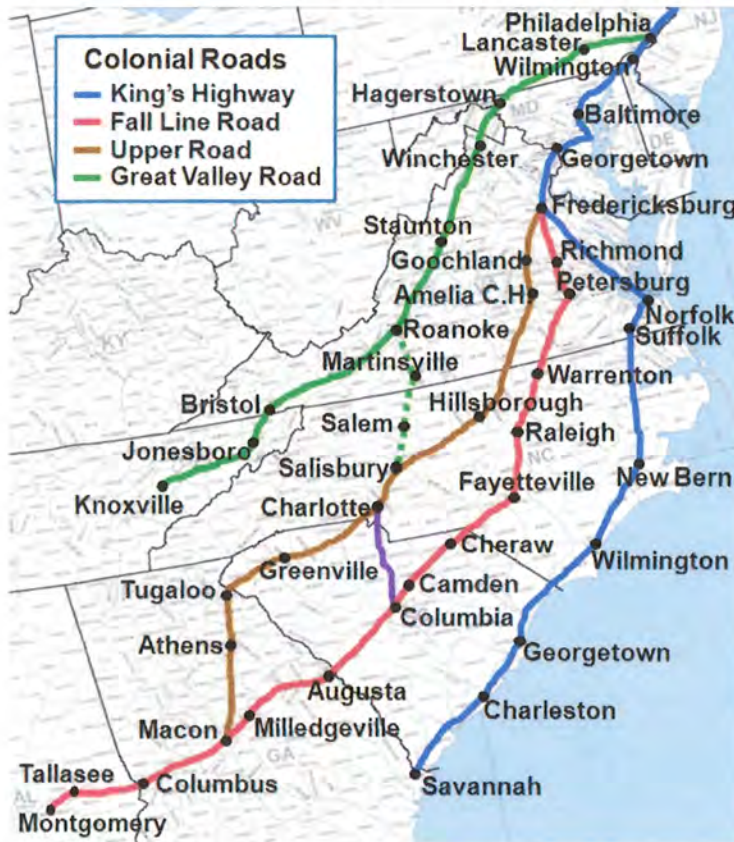 Colonial Roads
King's Highway
Fall Line Road
Upper Road
Great Valley Road
Philadelphia
NJ
Lancaster
Wilmington
Hagerstown
MD
Baltimore
DE
Winchester
Georgetown
WV
Fredericksburg
Staunton
Goochland
Richmond
Amelia C.H.
Petersburg
Norfolk
Roanoke
Suffolk
KY
Martinsville
Warrenton
Bristol
Hillsborough
Salem
Raleigh
Jonesboro
NC
Salisbury
New Bern
Knoxville
Fayetteville
Charlotte
Cheraw
Wilmington
Greenville
Camden
Tugaloo
Columbia
Athens
Georgetown
Augusta
Charleston
Macon
Milledgeville
GA
Tallasee
Columbus
Savannah
AL
Montgomery